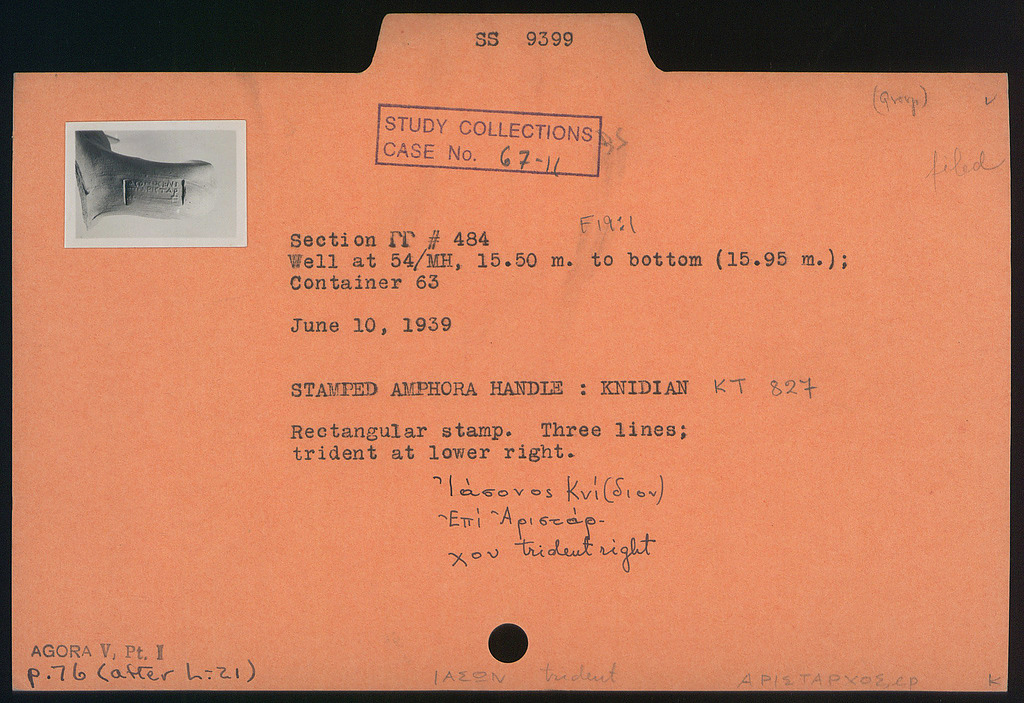 SS 9399
(Group)
STUDY COLLECTIONS
CASE No. 67-11
filed
F 19:1
Section ΓΓ # 484
Well at 54/MH, 15.50 m. to bottom (15.95 m.);
Container 63
June 10, 1939
STAMPED AMPHORA HANDLE : KNIDIAN KT 827
Rectangular stamp. Three lines;
trident at lower right.
Ἰάσονος Κνί(διον)
Ἐπί Ἀριστάρ-
χου trident right
AGORA V, Pt. I
p. 76 (after L-21)
ΙΑΣΩΝ trident
ΑΡΙΣΤΑΡΧΟΣ, ep
K